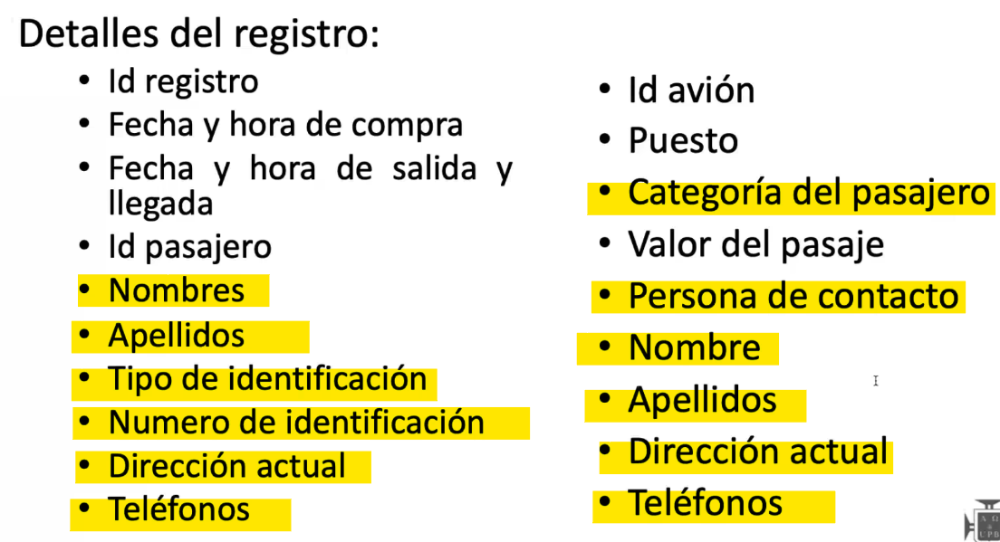 Detalles del registro:
• Id registro
• Fecha y hora de compra
• Fecha y hora de salida y
llegada
• Id pasajero
• Nombres
• Apellidos
• Tipo de identificación
• Numero de identificación
• Dirección actual
• Teléfonos
• Id avión
• Puesto
• Categoría del pasajero
• Valor del pasaje
• Persona de contacto
• Nombre
• Apellidos
• Dirección actual
• Teléfonos
A Ω
UPB